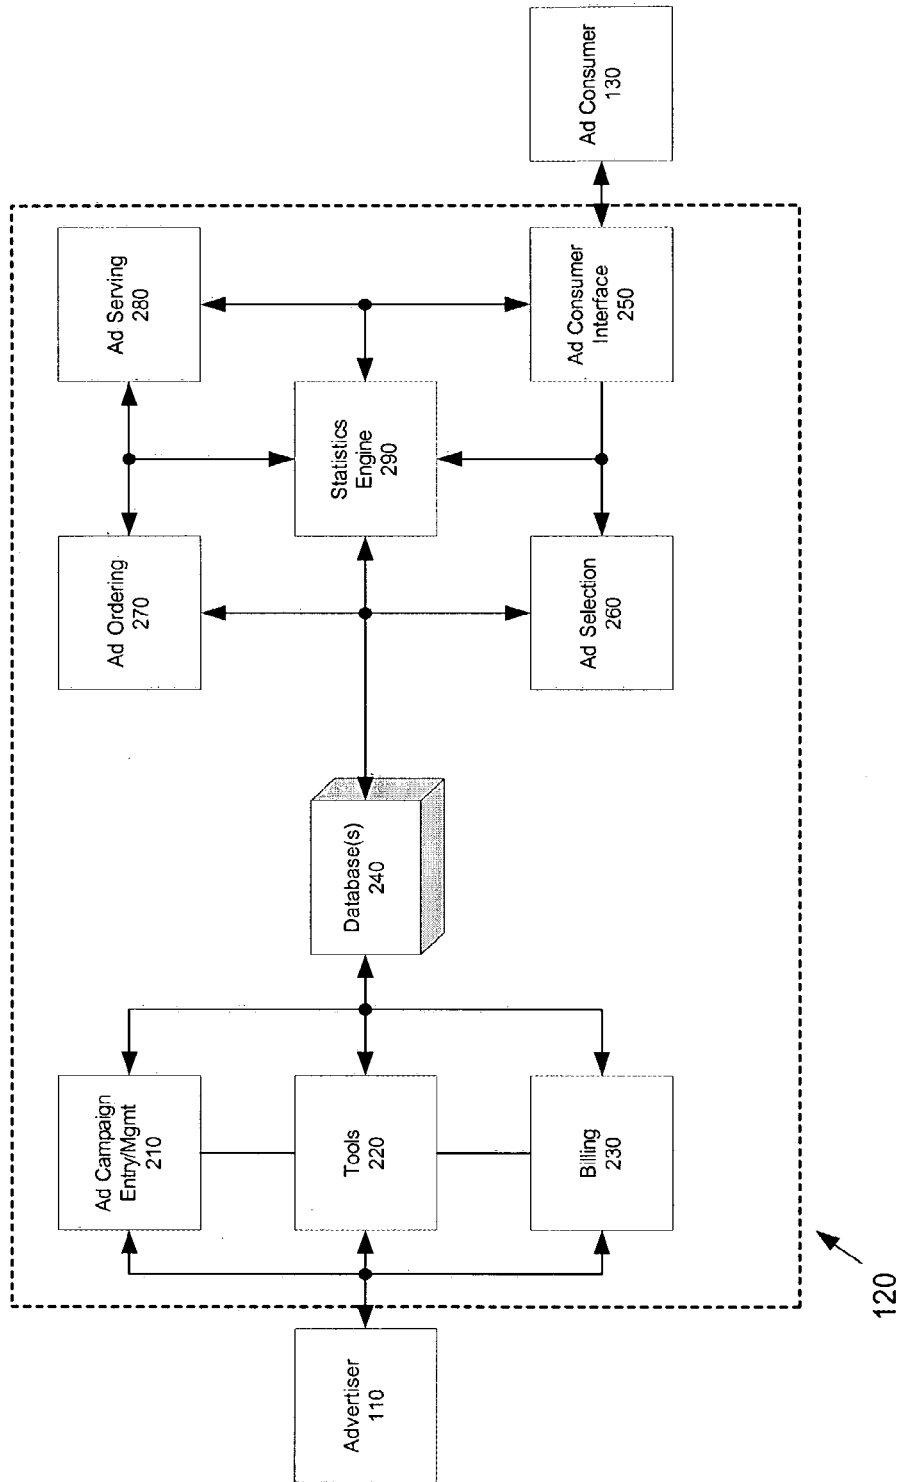 Ad Campaign
Entry/Mgmt
210
Ad Ordering
270
Ad Serving
280
Advertiser
110
Tools
220
Database(s)
240
Statistics
Engine
290
Billing
230
Ad Selection
260
Ad Consumer
Interface
250
Ad Consumer
130
120